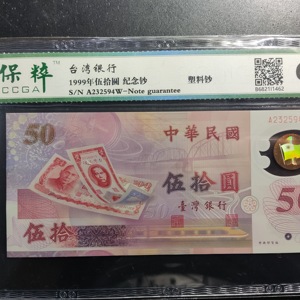 保粹
CCGA
台湾银行
1999年伍拾圆 纪念钞 塑料钞
S/N A232594W-Note guarantee
B6821I1462
50
中華民國
A232594
伍拾圓
臺灣銀行
伍拾
50